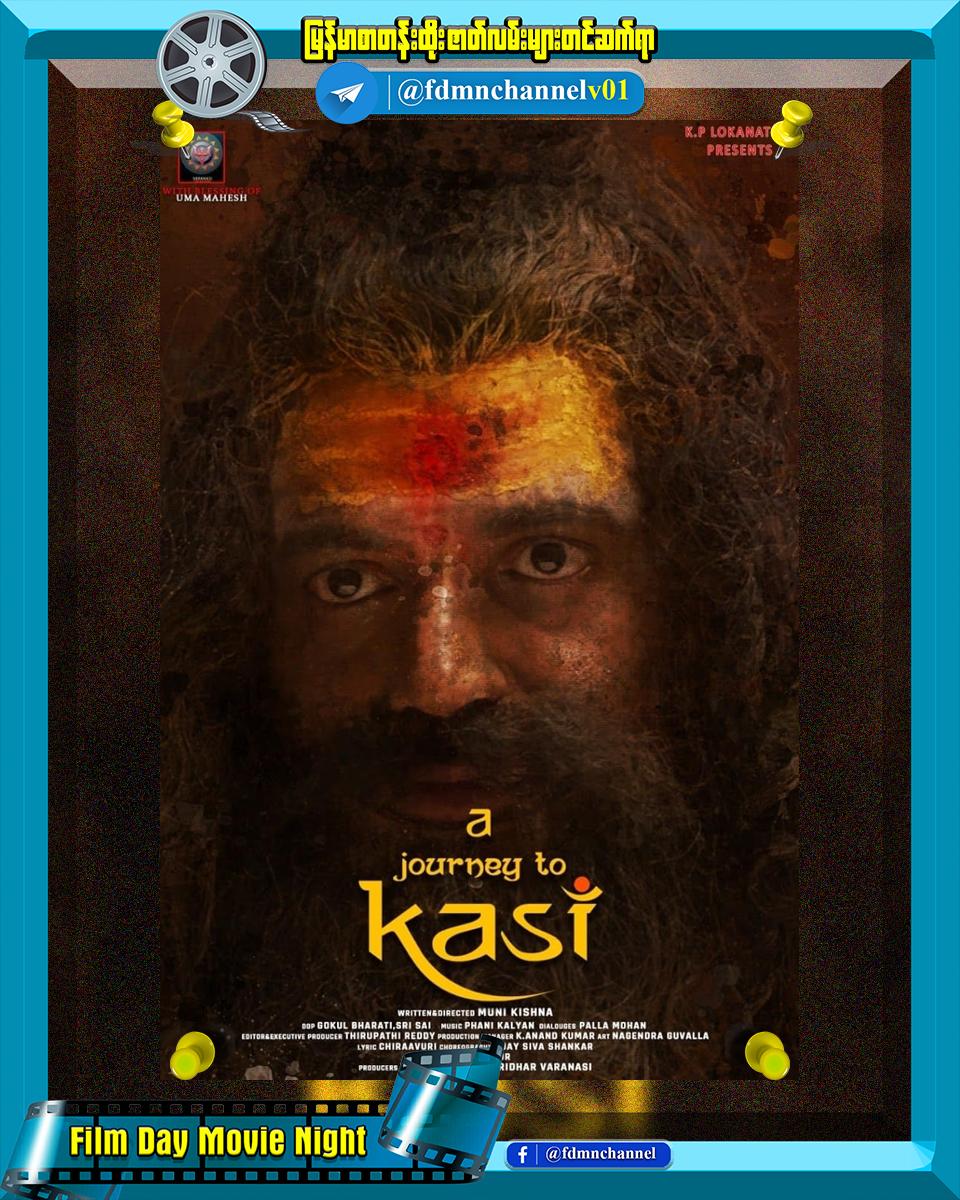 မြန်မာစာတန်းထိုးဇာတ်လမ်းများတင်ဆက်ရာ
@fdmnchannelv01
K.P LOKANAT
PRESENTS
WITH BLESSING OF
UMA MAHESH
a
journey to
kasi
WRITTEN&DIRECTED MUNI KISHNA
DOP GOKUL BHARATI,SRI SAI MUSIC PHANI KALYAN DIALOUGES PALLA MOHAN
EDITOR&EXECUTIVE PRODUCER THIRUPATHI REDDY PRODUCTION K.ANAND KUMAR ART NAGENDRA GUVALLA
LYRIC CHIRAAVURI SIVA SHANKAR
PRODUCERS RIDHAR VARANASI
Film Day Movie Night
f @fdmnchannel